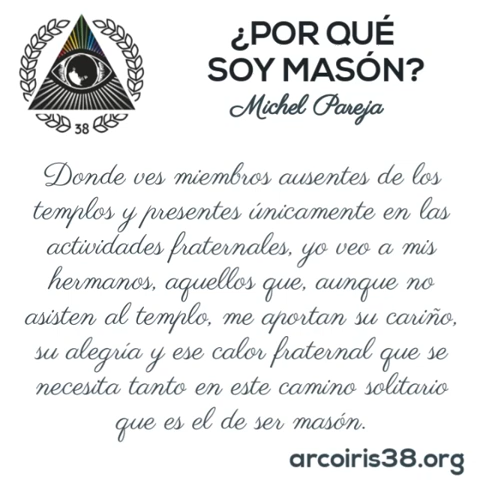 ¿POR QUÉ
SOY MASÓN?
Michel Pareja
38
Donde ves miembros ausentes de los
templos y presentes únicamente en las
actividades fraternales, yo veo a mis
hermanos, aquellos que, aunque no
asisten al templo, me aportan su cariño,
su alegría y ese calor fraternal que se
necesita tanto en este camino solitario
que es el de ser masón.
arcoiris38.org